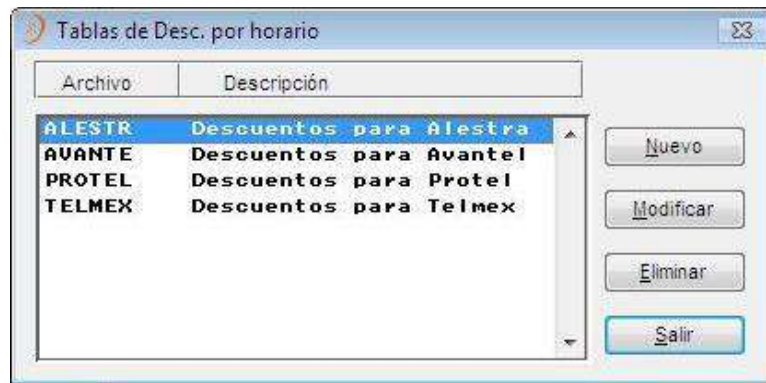 Tablas de Desc. por horario
Archivo Descripción
ALESTR Descuentos para Alestra
AVANTE Descuentos para Avantel
PROTEL Descuentos para Protel
TELMEX Descuentos para Telmex
Nuevo
Modificar
Eliminar
Salir